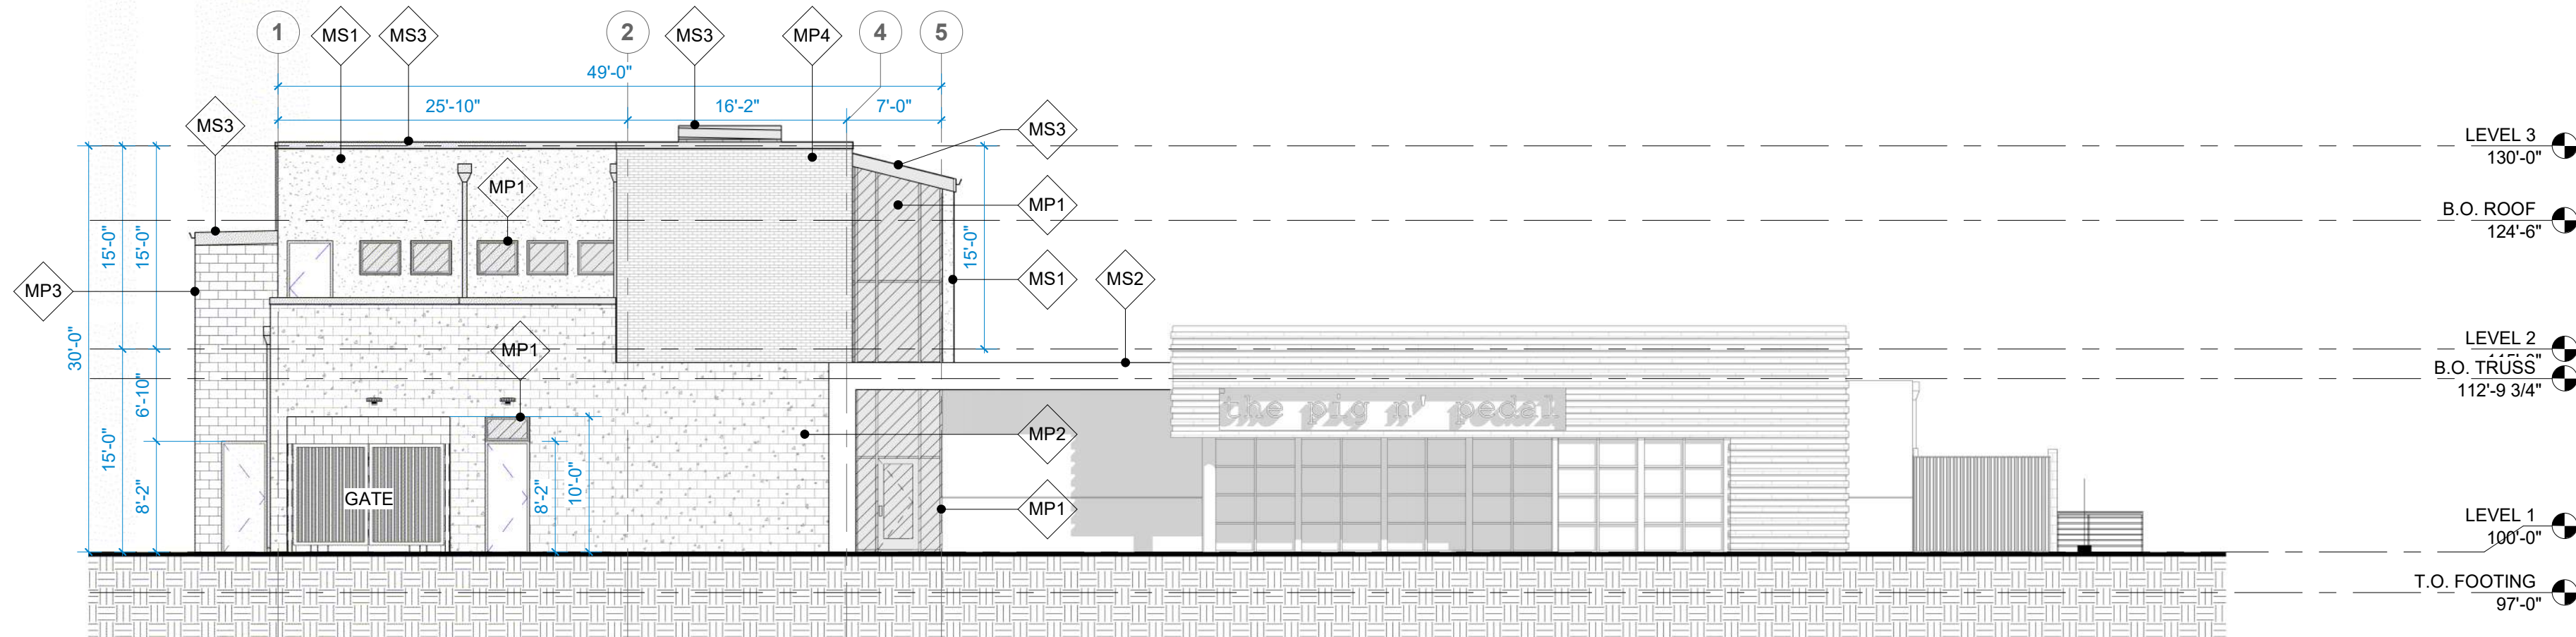 1
MS1
MS3
2
MS3
MP4
4
5
49'-0"
25'-10"
16'-2"
7'-0"
MS3
MS3
MP1
MP1
MS1
MS2
MP3
30'-0"
15'-0"
15'-0"
15'-0"
6'-10"
15'-0"
8'-2"
MP1
GATE
8'-2"
10'-0"
MP2
MP1
the pig n' pedal
LEVEL 3
130'-0"
B.O. ROOF
124'-6"
LEVEL 2
B.O. TRUSS
112'-9 3/4"
LEVEL 1
100'-0"
T.O. FOOTING
97'-0"